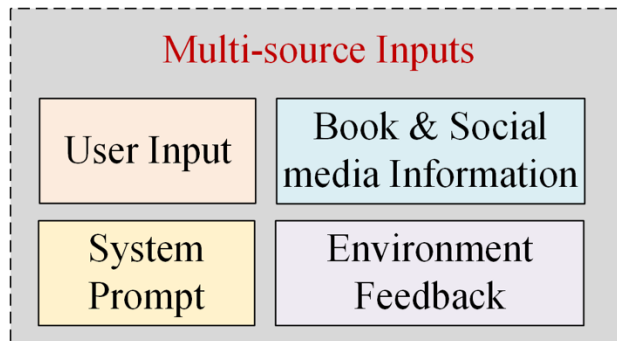 Multi-source Inputs
User Input
Book & Social
media Information
System
Prompt
Environment
Feedback